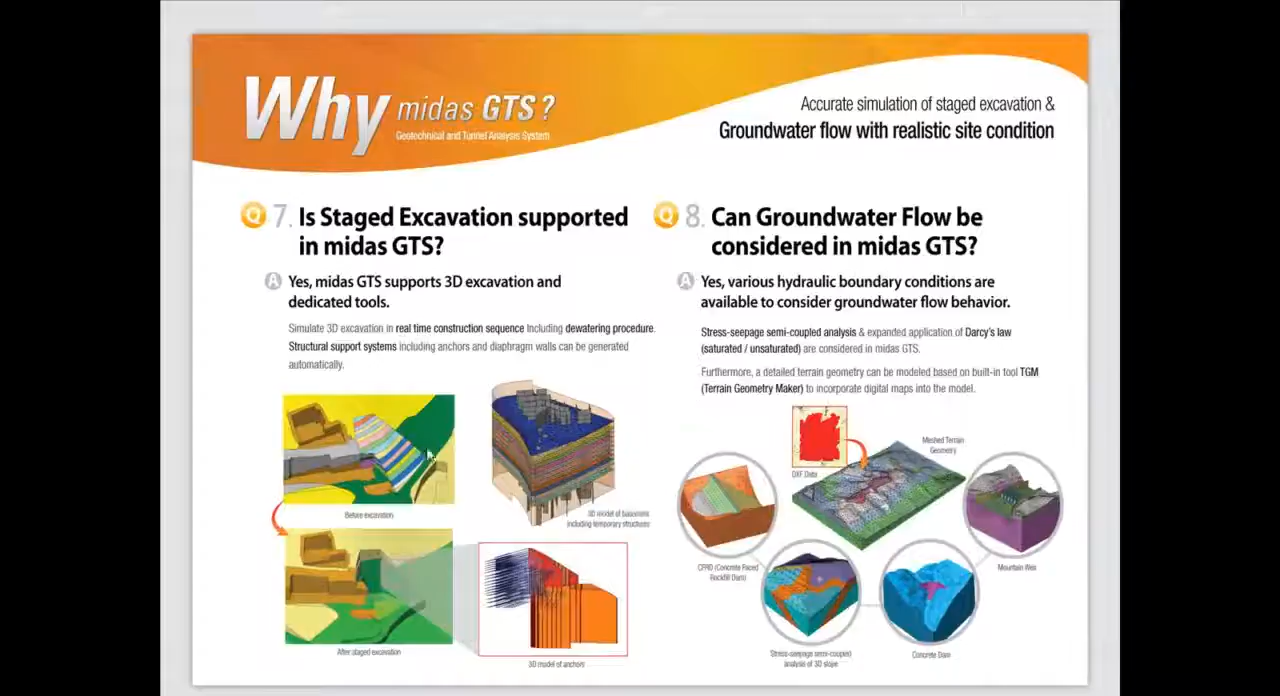 Why midas GTS?
Geotechnical and Tunnel Analysis System
Accurate simulation of staged excavation &
Groundwater flow with realistic site condition
Q 7. Is Staged Excavation supported
in midas GTS?
A Yes, midas GTS supports 3D excavation and
dedicated tools.
Simulate 3D excavation in real time construction sequence Including dewatering procedure.
Structural support systems including anchors and diaphragm walls can be generated
automatically.
Before excavation
3D model of basement
including temporary structures
After staged excavation
3D model of anchors
Q 8. Can Groundwater Flow be
considered in midas GTS?
A Yes, various hydraulic boundary conditions are
available to consider groundwater flow behavior.
Stress-seepage semi-coupled analysis & expanded application of Darcy's law
(saturated / unsaturated) are considered in midas GTS.
Furthermore, a detailed terrain geometry can be modeled based on built-in tool TGM
(Terrain Geometry Maker) to incorporate digital maps into the model.
DXF Data
Meshed Terrain
Geometry
CFRD (Concrete Faced
Rockfill Dam)
Mountain Weir
Stress-seepage semi-coupled
analysis of 3D slope
Concrete Dam